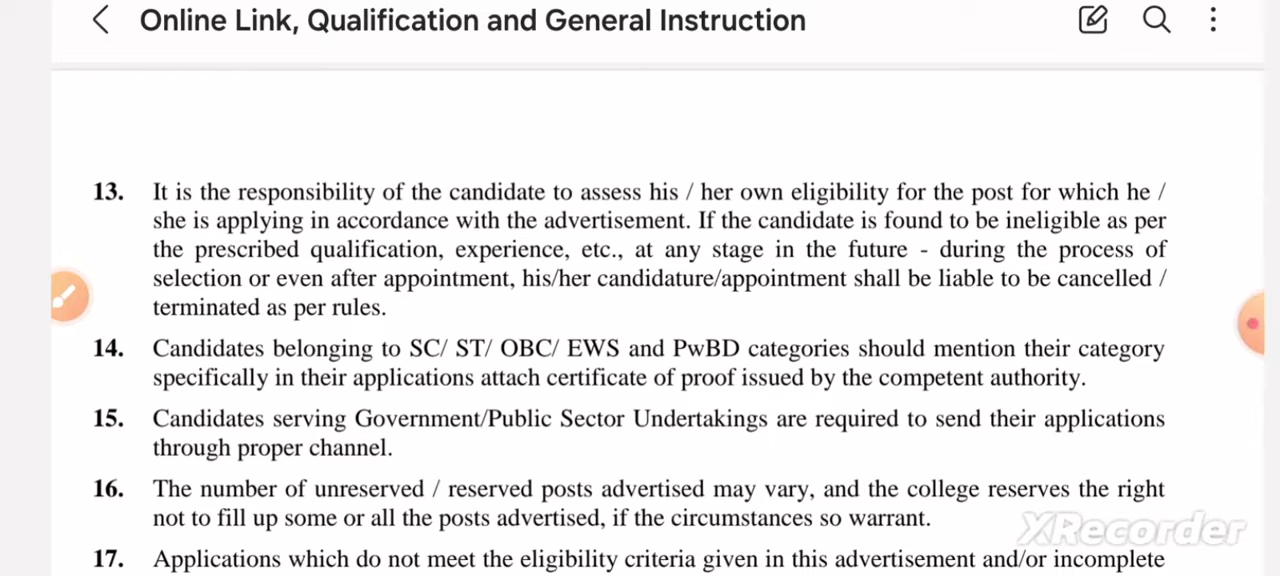 Online Link, Qualification and General Instruction
13. It is the responsibility of the candidate to assess his / her own eligibility for the post for which he /
she is applying in accordance with the advertisement. If the candidate is found to be ineligible as per
the prescribed qualification, experience, etc., at any stage in the future - during the process of
selection or even after appointment, his/her candidature/appointment shall be liable to be cancelled /
terminated as per rules.
14. Candidates belonging to SC/ ST/ OBC/ EWS and PwBD categories should mention their category
specifically in their applications attach certificate of proof issued by the competent authority.
15. Candidates serving Government/Public Sector Undertakings are required to send their applications
through proper channel.
16. The number of unreserved / reserved posts advertised may vary, and the college reserves the right
not to fill up some or all the posts advertised, if the circumstances so warrant.
XRecorder
17. Applications which do not meet the eligibility criteria given in this advertisement and/or incomplete